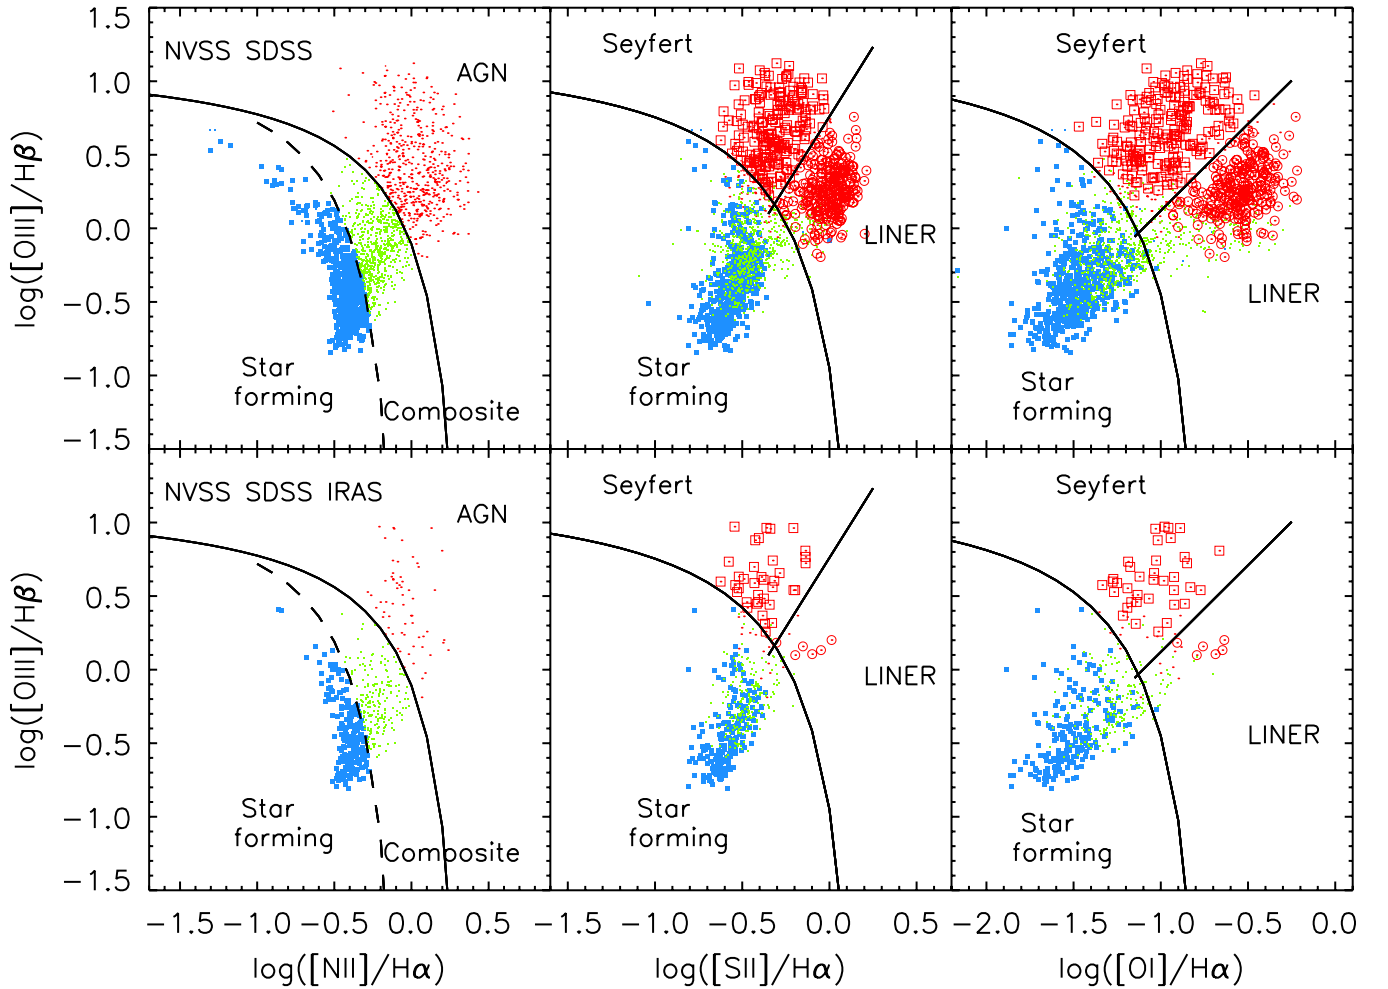 1.5
1.0
0.5
0.0
−0.5
−1.0
−1.5
log([OIII]/Hβ)
NVSS SDSS
AGN
Star
forming
Composite
Seyfert
LINER
Star
forming
Seyfert
LINER
Star
forming
1.0
0.5
0.0
−0.5
−1.0
−1.5
log([OIII]/Hβ)
NVSS SDSS IRAS
AGN
Star
forming
Composite
Seyfert
LINER
Star
forming
Seyfert
LINER
Star
forming
−1.5 −1.0 −0.5 0.0 0.5
−1.0 −0.5 0.0 0.5
−2.0 −1.5 −1.0 −0.5 0.0
log([NII]/Hα)
log([SII]/Hα)
log([OI]/Hα)